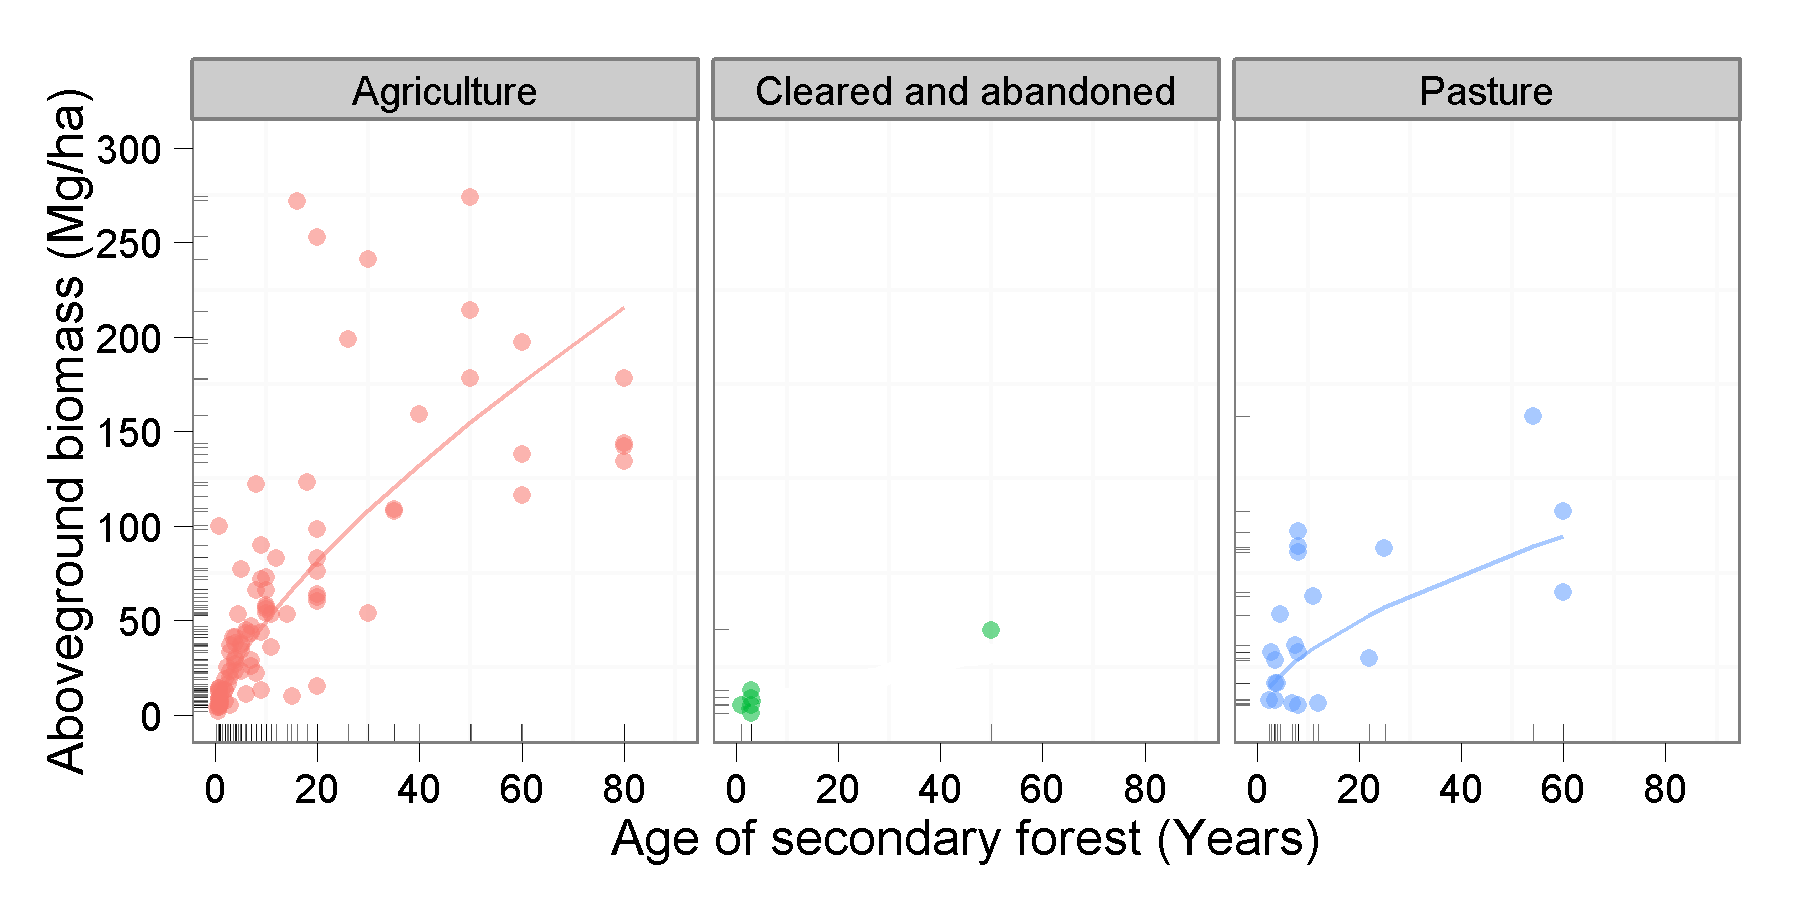 Agriculture Cleared and abandoned Pasture
Aboveground biomass (Mg/ha)
300
250
200
150
100
50
0
0 20 40 60 80 0 20 40 60 80 0 20 40 60 80
Age of secondary forest (Years)